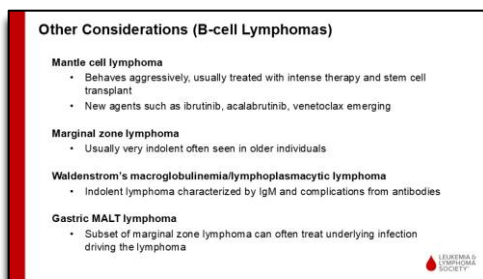 Other Considerations (B-cell Lymphomas)
Mantle cell lymphoma
• Behaves aggressively, usually treated with intense therapy and stem cell
transplant
• New agents such as ibrutinib, acalabrutinib, venetoclax emerging
Marginal zone lymphoma
• Usually very indolent often seen in older individuals
Waldenstrom's macroglobulinemia/lymphoplasmacytic lymphoma
• Indolent lymphoma characterized by IgM and complications from antibodies
Gastric MALT lymphoma
• Subset of marginal zone lymphoma can often treat underlying infection
driving the lymphoma
LEUKEMIA &
LYMPHOMA
SOCIETY